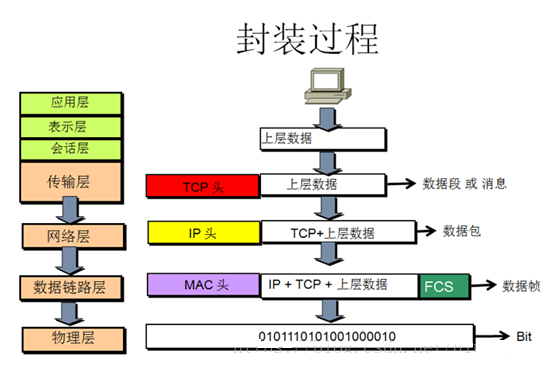 封装过程
应用层
表示层
会话层
上层数据
传输层
TCP 头
上层数据
数据段 或 消息
网络层
IP 头
TCP+上层数据
数据包
数据链路层
MAC 头
IP + TCP + 上层数据
FCS
数据帧
物理层
0101110101001000010
Bit